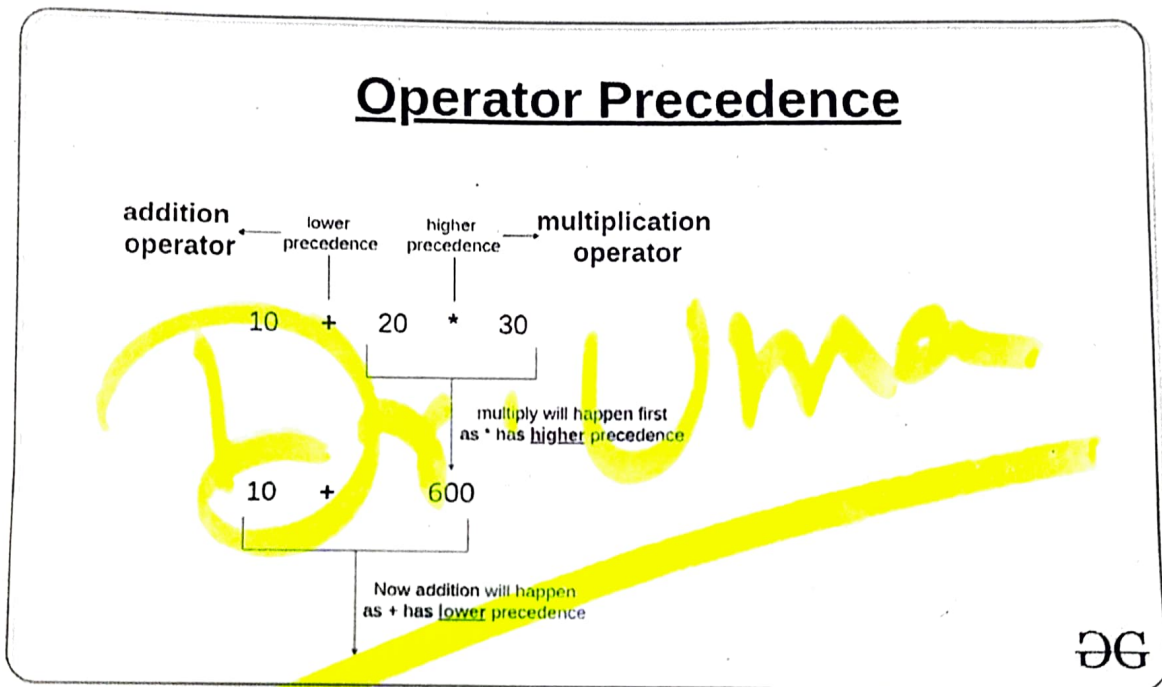 Operator Precedence
addition
operator
lower
precedence
higher
precedence
multiplication
operator
10 + 20 * 30
multiply will happen first
as * has higher precedence
10 + 600
Now addition will happen
as + has lower precedence
Dr. Uma
GG